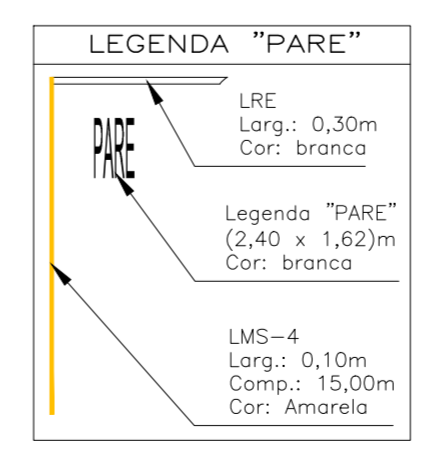 LEGENDA "PARE"
LRE
Larg.: 0,30m
Cor: branca
PARE
Legenda "PARE"
(2,40 x 1,62)m
Cor: branca
LMS-4
Larg.: 0,10m
Comp.: 15,00m
Cor: Amarela